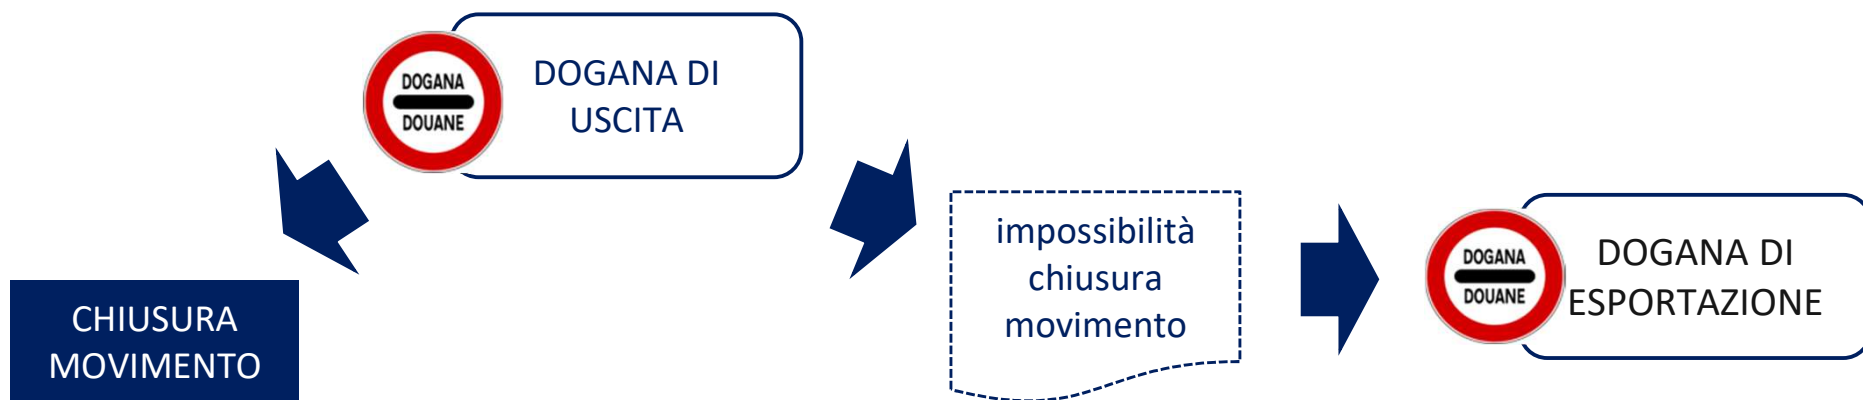 DOGANA
DOUANE
DOGANA DI
USCITA
CHIUSURA
MOVIMENTO
impossibilità
chiusura
movimento
DOGANA
DOUANE
DOGANA DI
ESPORTAZIONE